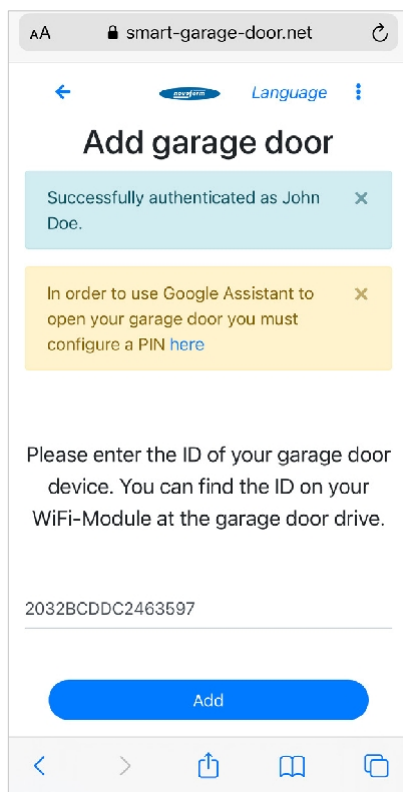 AA smart-garage-door.net
novoferm Language
Add garage door
Successfully authenticated as John
Doe.
In order to use Google Assistant to
open your garage door you must
configure a PIN here
Please enter the ID of your garage door
device. You can find the ID on your
WiFi-Module at the garage door drive.
2032BCDDC2463597
Add